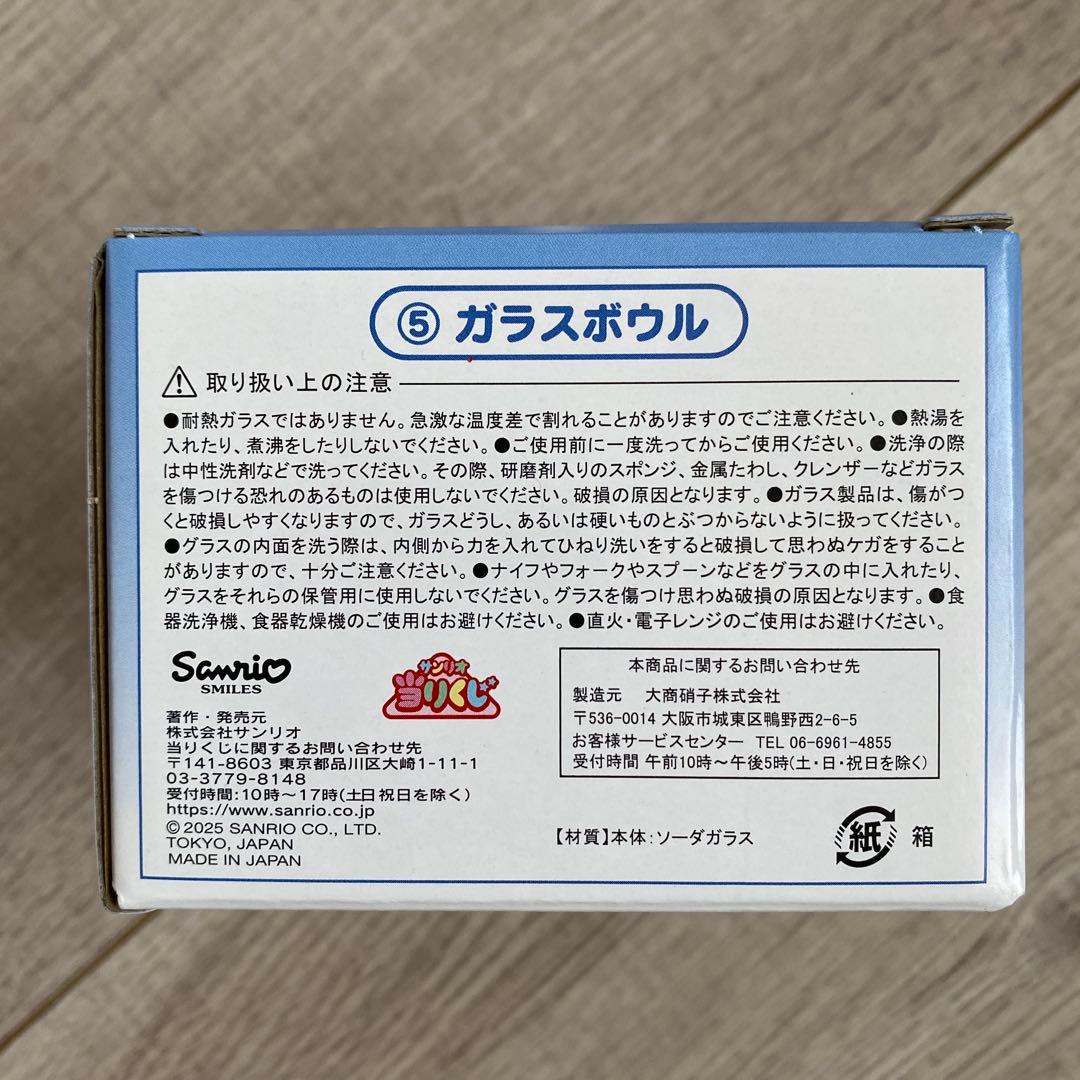 ⑤ ガラスボウル
取り扱い上の注意
●耐熱ガラスではありません。急激な温度差で割れることがありますのでご注意ください。●熱湯を
入れたり、煮沸をしたりしないでください。●ご使用前に一度洗ってからご使用ください。●洗浄の際
は中性洗剤などで洗ってください。その際、研磨剤入りのスポンジ、金属たわし、クレンザーなどガラス
を傷つける恐れのあるものは使用しないでください。破損の原因となります。●ガラス製品は、傷がつ
くと破損しやすくなりますので、ガラスどうし、あるいは硬いものとぶつからないように扱ってください。
●グラスの内面を洗う際は、内側から力を入れてひねり洗いをすると破損して思わぬケガをすること
がありますので、十分ご注意ください。●ナイフやフォークやスプーンなどをグラスの中に入れたり、
グラスをそれらの保管用に使用しないでください。グラスを傷つけ思わぬ破損の原因となります。●食
器洗浄機、食器乾燥機のご使用はお避けください。●直火・電子レンジのご使用はお避けください。
Sanrio
SMILES
サンリオ
当りくじ
著作・発売元
株式会社サンリオ
当りくじに関するお問い合わせ先
〒141-8603 東京都品川区大崎1-11-1
03-3779-8148
受付時間:10時～17時(土日祝日を除く)
https://www.sanrio.co.jp
© 2025 SANRIO CO., LTD.
TOKYO, JAPAN
MADE IN JAPAN
本商品に関するお問い合わせ先
製造元 大商硝子株式会社
〒536-0014 大阪市城東区鴫野西2-6-5
お客様サービスセンター TEL 06-6961-4855
受付時間 午前10時～午後5時(土・日・祝日を除く)
【材質】本体:ソーダガラス
紙 箱